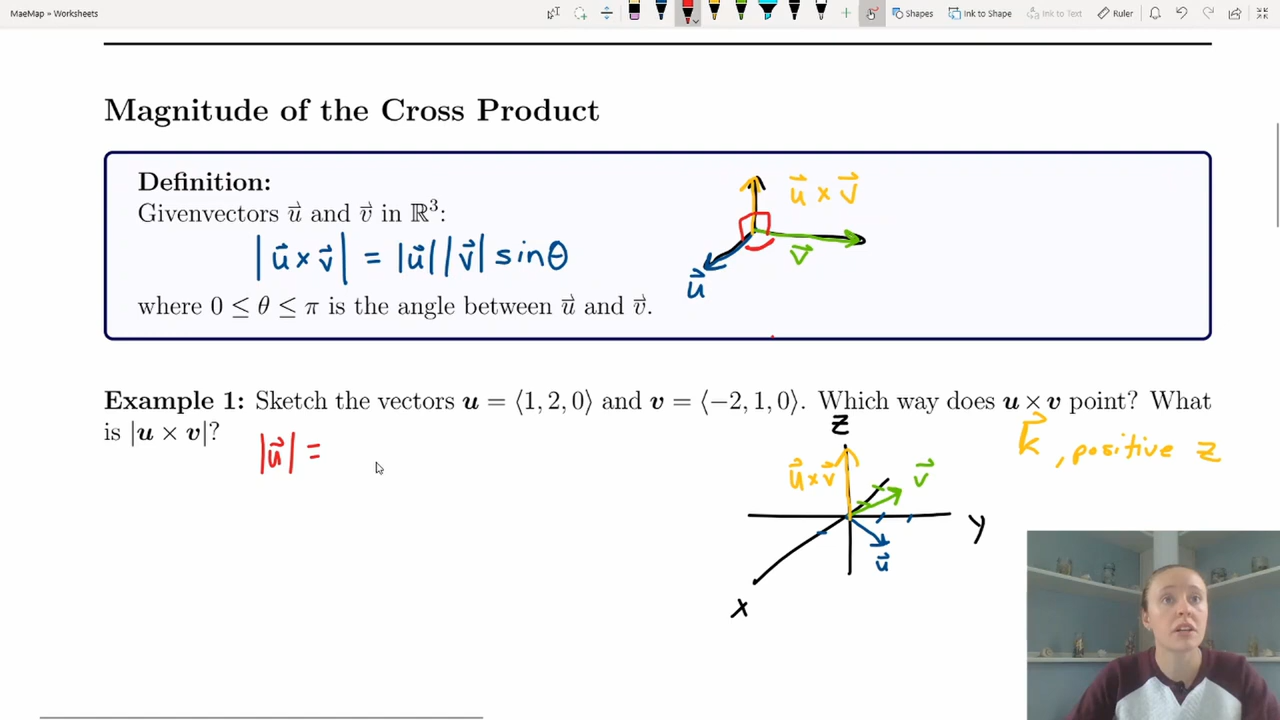 MaeMap » Worksheets
Shapes Ink to Shape Ink to Text Ruler
Magnitude of the Cross Product
Definition:
Givenvectors u⃗ and v⃗ in ℝ³:
|u⃗ × v⃗| = |u⃗| |v⃗| sinθ
where 0 ≤ θ ≤ π is the angle between u⃗ and v⃗.
u⃗ × v⃗
v⃗
u⃗
Example 1: Sketch the vectors u = ⟨1, 2, 0⟩ and v = ⟨−2, 1, 0⟩. Which way does u × v point? What
is |u × v|?
|u⃗| =
k⃗, positive z
z
u⃗ × v⃗
v⃗
y
u⃗
x